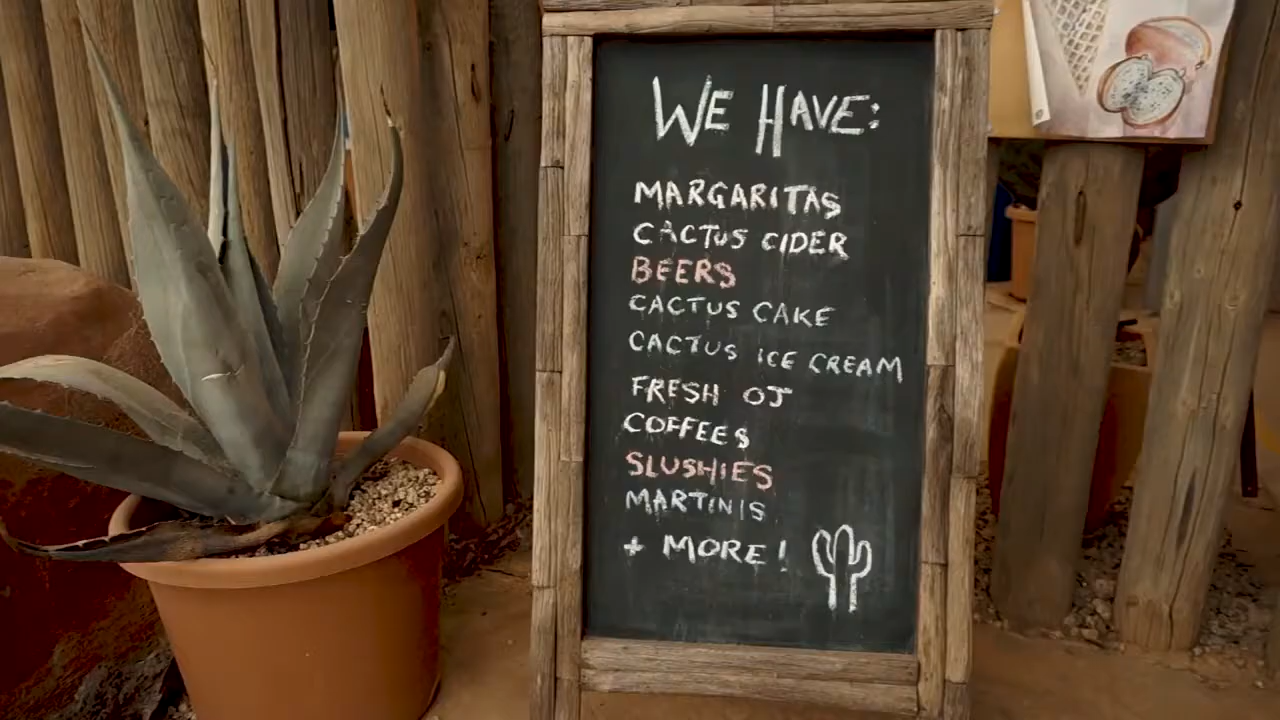 WE HAVE:
MARGARITAS
CACTUS CIDER
BEERS
CACTUS CAKE
CACTUS ICE CREAM
FRESH OJ
COFFEES
SLUSHIES
MARTINIS
+ MORE!